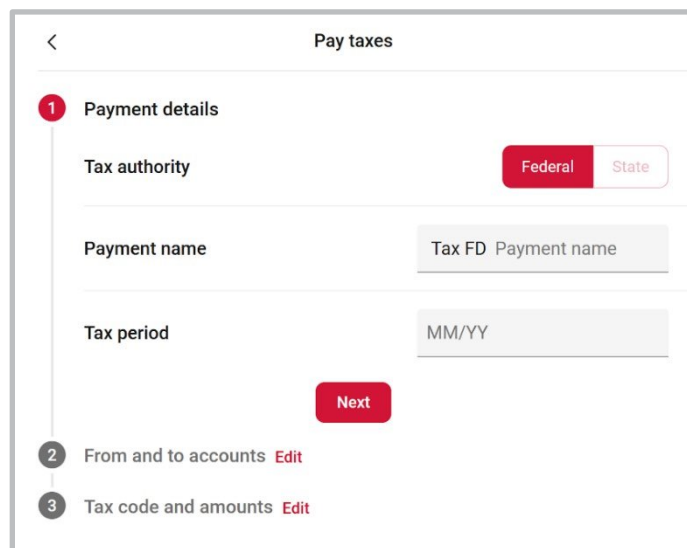 Pay taxes
1 Payment details
Tax authority Federal State
Payment name Tax FD Payment name
Tax period MM/YY
Next
2 From and to accounts Edit
3 Tax code and amounts Edit